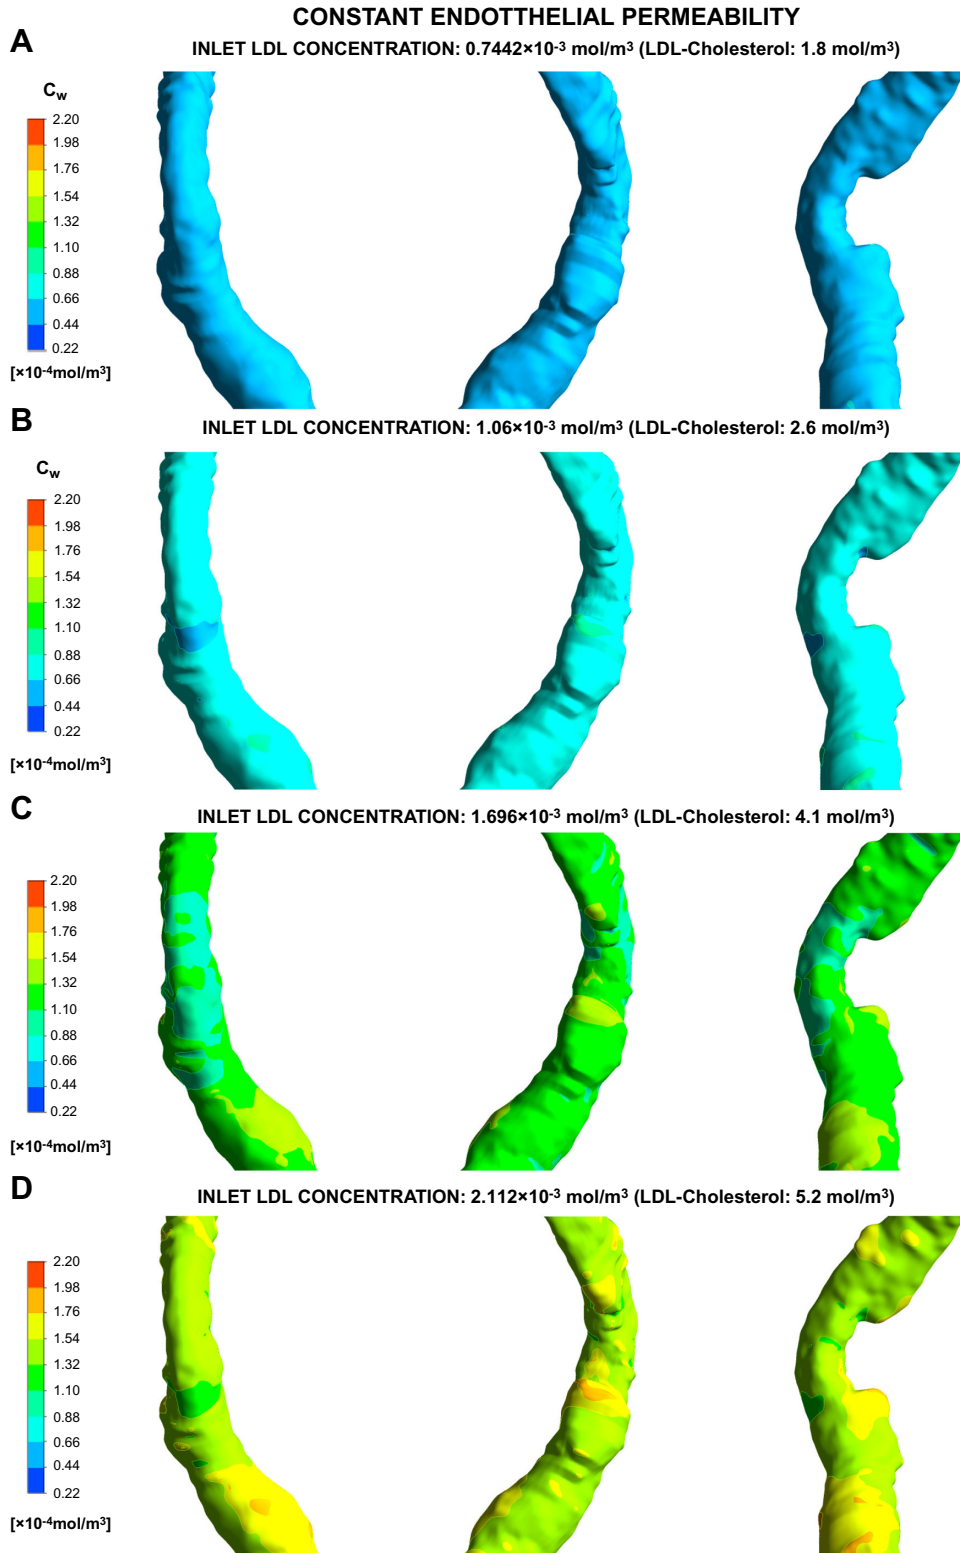 CONSTANT ENDOTTHELIAL PERMEABILITY
A
INLET LDL CONCENTRATION: 0.7442×10-3 mol/m3 (LDL-Cholesterol: 1.8 mol/m3)
Cw
2.20
1.98
1.76
1.54
1.32
1.10
0.88
0.66
0.44
0.22
[×10-4mol/m3]
B
INLET LDL CONCENTRATION: 1.06×10-3 mol/m3 (LDL-Cholesterol: 2.6 mol/m3)
Cw
2.20
1.98
1.76
1.54
1.32
1.10
0.88
0.66
0.44
0.22
[×10-4mol/m3]
C
INLET LDL CONCENTRATION: 1.696×10-3 mol/m3 (LDL-Cholesterol: 4.1 mol/m3)
2.20
1.98
1.76
1.54
1.32
1.10
0.88
0.66
0.44
0.22
[×10-4mol/m3]
D
INLET LDL CONCENTRATION: 2.112×10-3 mol/m3 (LDL-Cholesterol: 5.2 mol/m3)
2.20
1.98
1.76
1.54
1.32
1.10
0.88
0.66
0.44
0.22
[×10-4mol/m3]